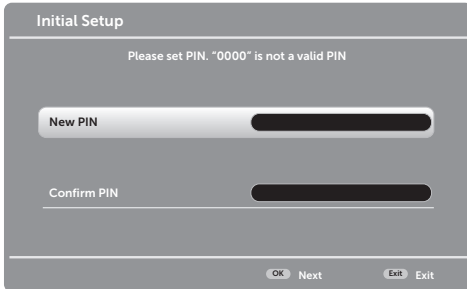 Initial Setup
Please set PIN. "0000" is not a valid PIN
New PIN
Confirm PIN
OK Next Exit Exit